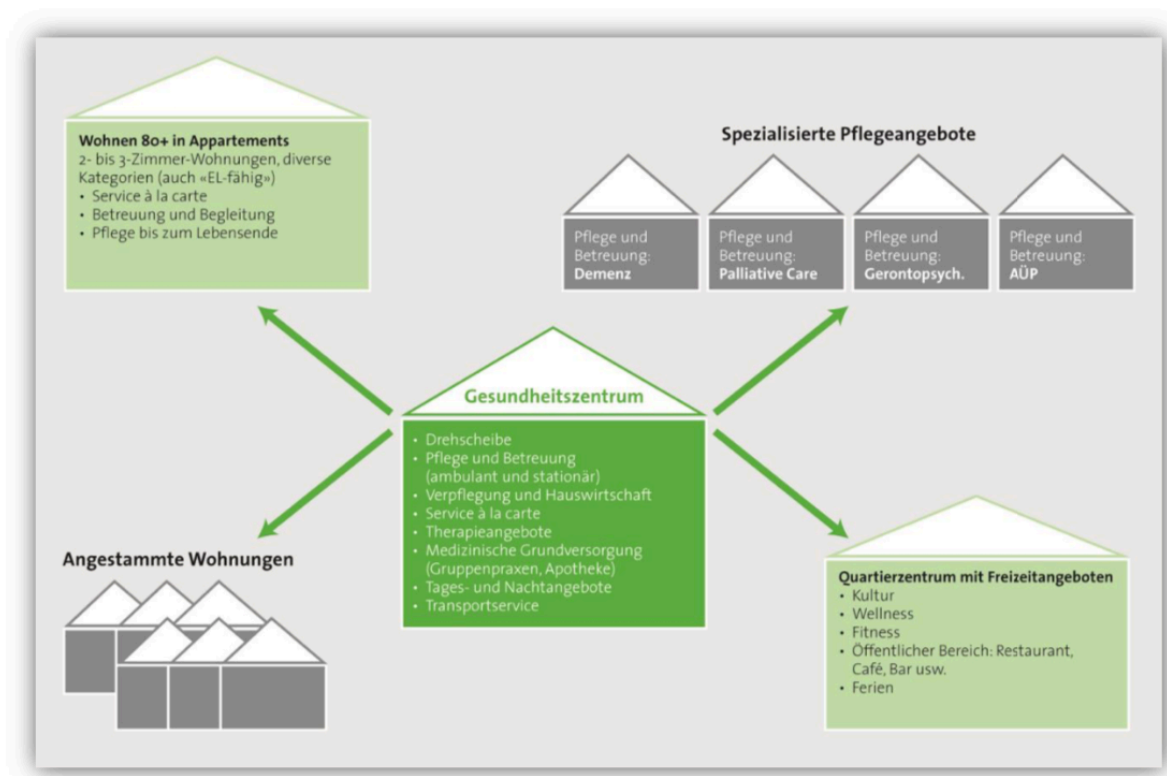 Wohnen 80+ in Appartements
2- bis 3-Zimmer-Wohnungen, diverse
Kategorien (auch «EL-fähig»)
• Service à la carte
• Betreuung und Begleitung
• Pflege bis zum Lebensende
Spezialisierte Pflegeangebote
Pflege und
Betreuung:
Demenz
Pflege und
Betreuung:
Palliative Care
Pflege und
Betreuung:
Gerontopsych.
Pflege und
Betreuung:
AÜP
Gesundheitszentrum
• Drehscheibe
• Pflege und Betreuung
(ambulant und stationär)
• Verpflegung und Hauswirtschaft
• Service à la carte
• Therapieangebote
• Medizinische Grundversorgung
(Gruppenpraxen, Apotheke)
• Tages- und Nachtangebote
• Transportservice
Angestammte Wohnungen
Quartierzentrum mit Freizeitangeboten
• Kultur
• Wellness
• Fitness
• Öffentlicher Bereich: Restaurant,
Café, Bar usw.
• Ferien